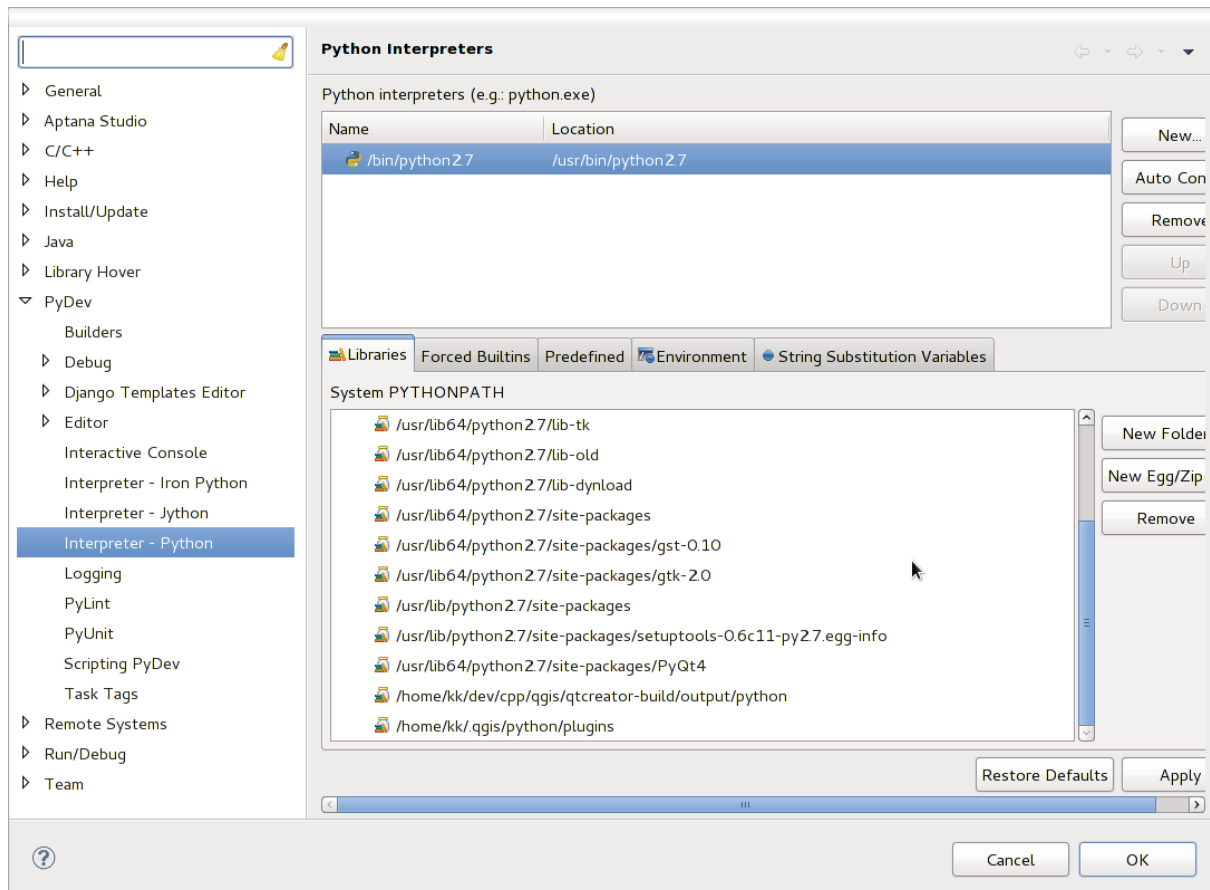 Python Interpreters
General
Aptana Studio
C/C++
Help
Install/Update
Java
Library Hover
PyDev
Builders
Debug
Django Templates Editor
Editor
Interactive Console
Interpreter - Iron Python
Interpreter - Jython
Interpreter - Python
Logging
PyLint
PyUnit
Scripting PyDev
Task Tags
Remote Systems
Run/Debug
Team
Python interpreters (e.g.: python.exe)
Name Location
/bin/python2.7 /usr/bin/python2.7
New...
Auto Con
Remove
Up
Down
Libraries Forced Builtins Predefined Environment String Substitution Variables
System PYTHONPATH
/usr/lib64/python2.7/lib-tk
/usr/lib64/python2.7/lib-old
/usr/lib64/python2.7/lib-dynload
/usr/lib64/python2.7/site-packages
/usr/lib64/python2.7/site-packages/gst-0.10
/usr/lib64/python2.7/site-packages/gtk-2.0
/usr/lib/python2.7/site-packages
/usr/lib/python2.7/site-packages/setuptools-0.6c11-py2.7.egg-info
/usr/lib64/python2.7/site-packages/PyQt4
/home/kk/dev/cpp/qgis/qtcreator-build/output/python
/home/kk/.qgis/python/plugins
New Folder
New Egg/Zip
Remove
Restore Defaults Apply
Cancel OK